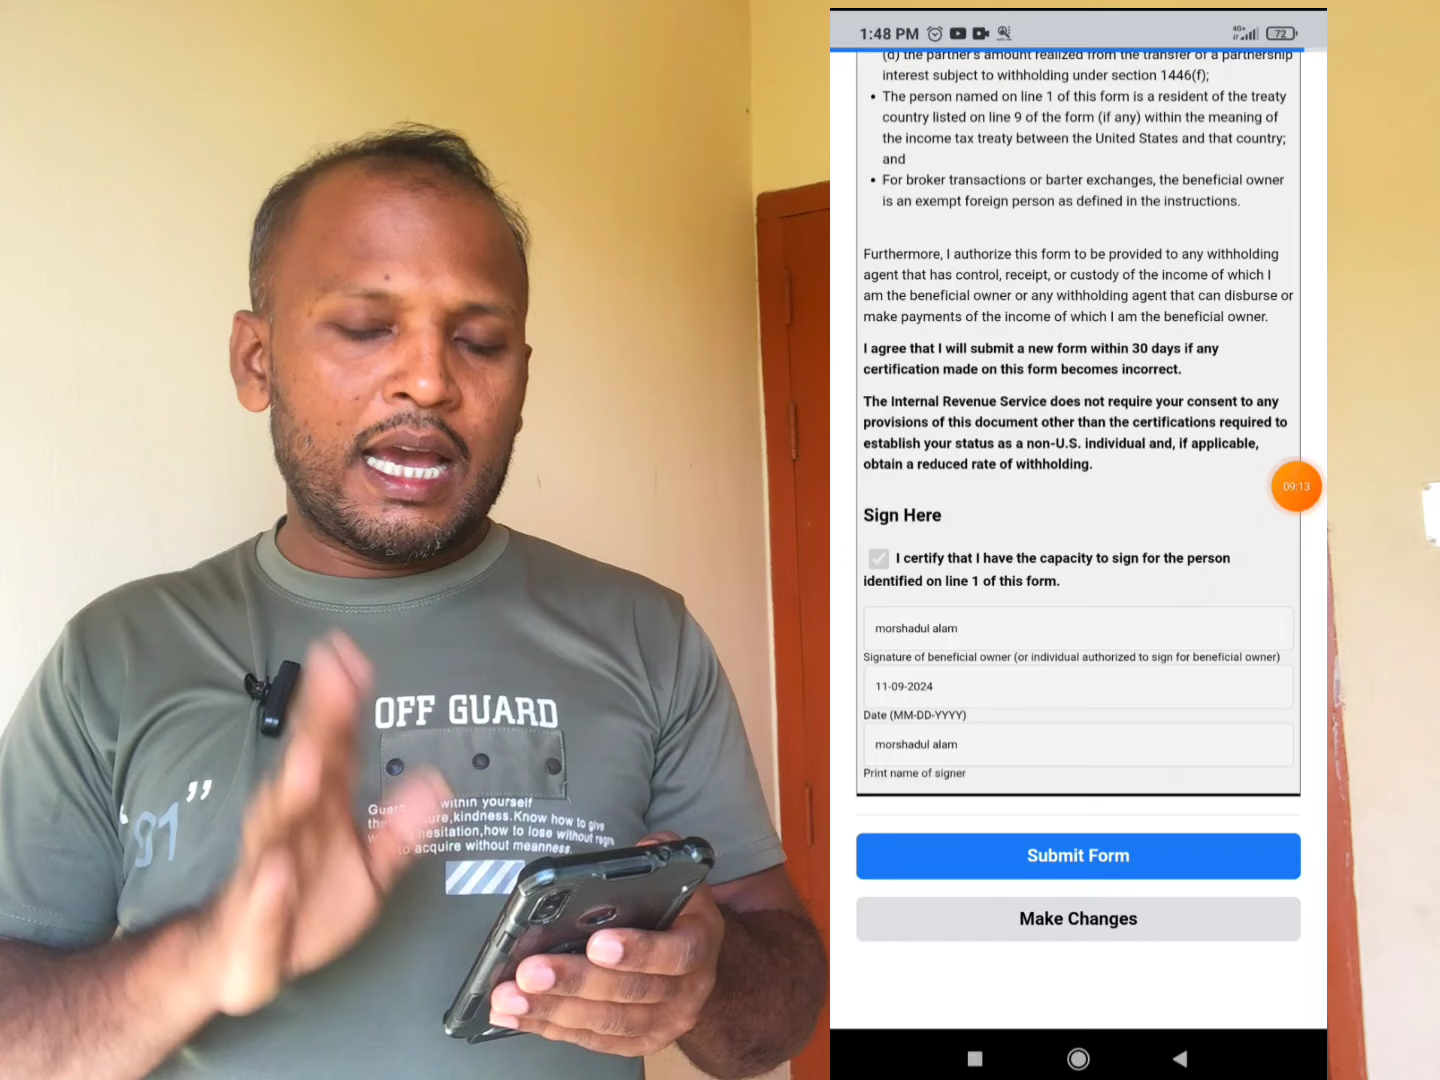 1:48 PM
4G+
72
(d) the partner's amount realized from the transfer of a partnership
interest subject to withholding under section 1446(f);
• The person named on line 1 of this form is a resident of the treaty
country listed on line 9 of the form (if any) within the meaning of
the income tax treaty between the United States and that country;
and
• For broker transactions or barter exchanges, the beneficial owner
is an exempt foreign person as defined in the instructions.
Furthermore, I authorize this form to be provided to any withholding
agent that has control, receipt, or custody of the income of which I
am the beneficial owner or any withholding agent that can disburse or
make payments of the income of which I am the beneficial owner.
I agree that I will submit a new form within 30 days if any
certification made on this form becomes incorrect.
The Internal Revenue Service does not require your consent to any
provisions of this document other than the certifications required to
establish your status as a non-U.S. individual and, if applicable,
obtain a reduced rate of withholding.
09:13
Sign Here
I certify that I have the capacity to sign for the person
identified on line 1 of this form.
morshadul alam
Signature of beneficial owner (or individual authorized to sign for beneficial owner)
11-09-2024
Date (MM-DD-YYYY)
morshadul alam
Print name of signer
Submit Form
Make Changes
OFF GUARD
"81"
within yourself
ure,kindness.Know how to give
hesitation,how to lose without
to acquire without meanness.